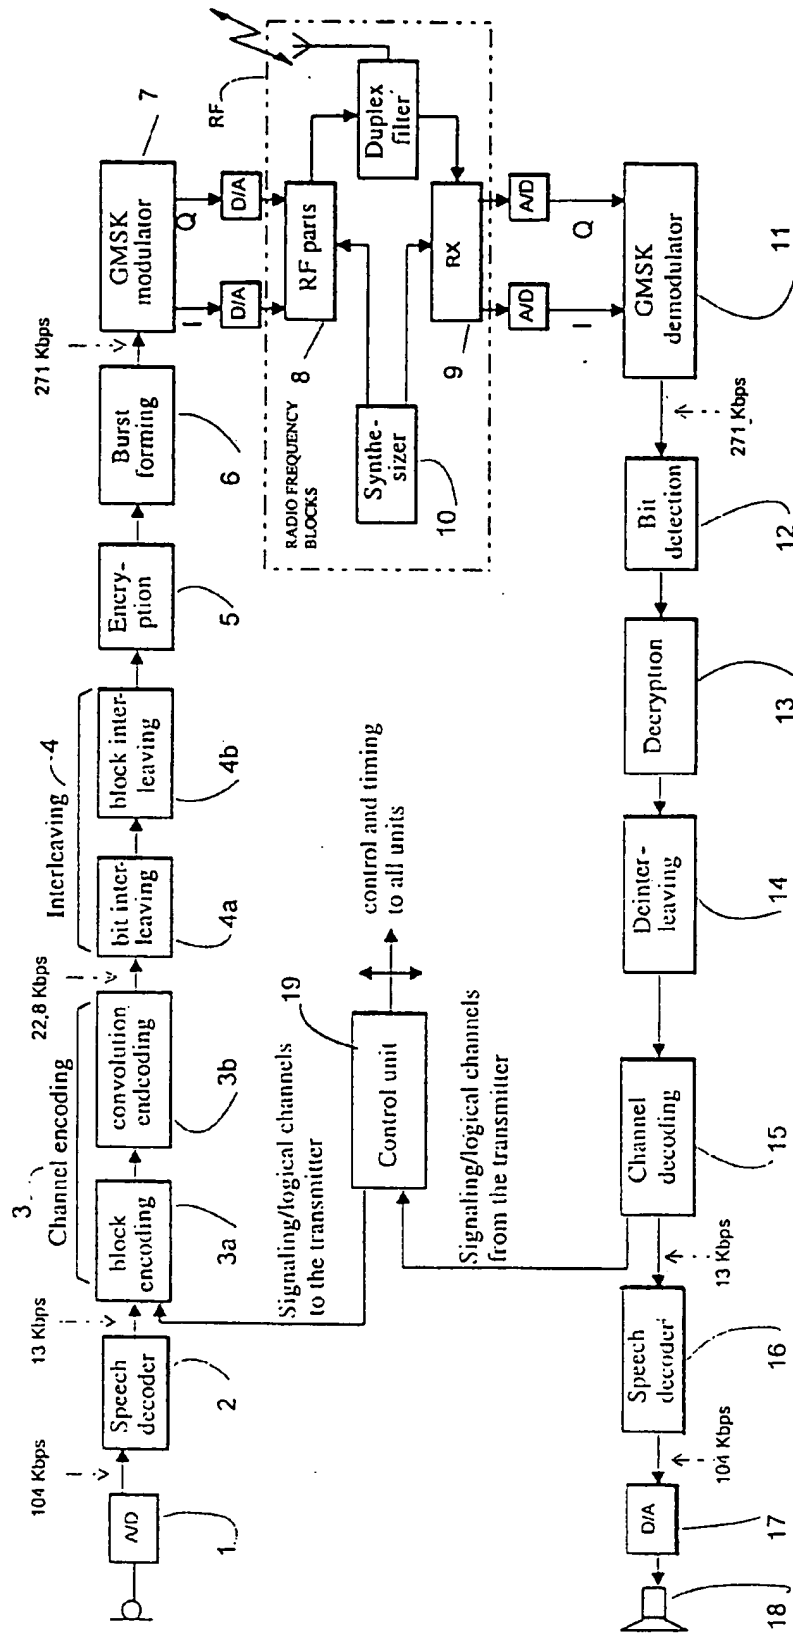 3
Channel encoding
Interleaving
4
104 Kbps
13 Kbps
22.8 Kbps
271 Kbps
A/D
Speech
decoder
block
encoding
convolution
endcoding
bit inter-
leaving
block inter-
leaving
Encry-
ption
Burst
forming
GMSK
modulator
1
2
3a
3b
4a
4b
5
6
7
I
Q
D/A
D/A
RF
RADIO FREQUENCY
BLOCKS
RF parts
8
Duplex
filter
Synthe-
sizer
10
RX
9
A/D
A/D
I
Q
Signaling/logical channels
to the transmitter
19
Control unit
control and timing
to all units
Signaling/logical channels
from the transmitter
D/A
Speech
decoder
Channel
decoding
Deinter-
leaving
Decryption
Bit
detection
GMSK
demodulator
104 Kbps
13 Kbps
271 Kbps
18
17
16
15
14
13
12
11